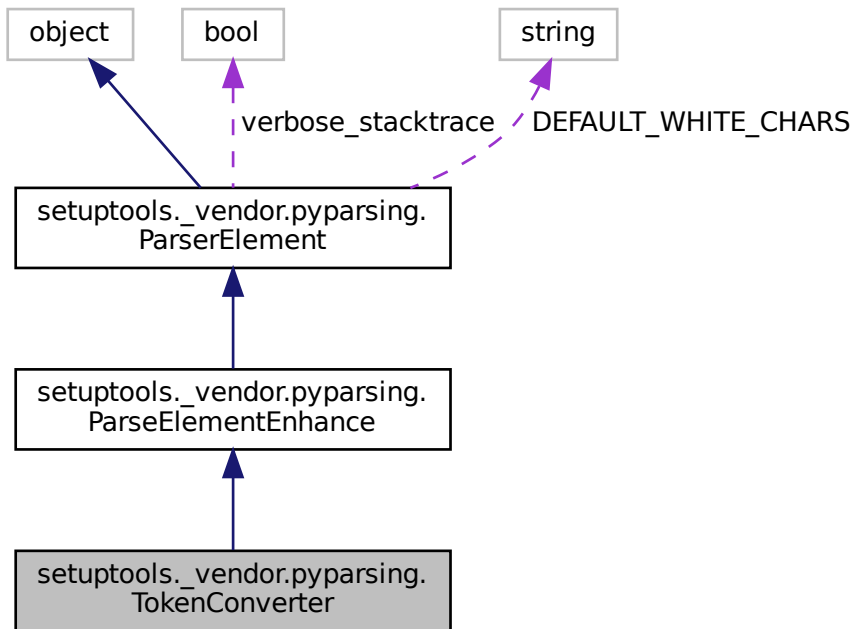 object
bool
string
verbose_stacktrace
DEFAULT_WHITE_CHARS
setuptools._vendor.pyparsing.
ParserElement
setuptools._vendor.pyparsing.
ParseElementEnhance
setuptools._vendor.pyparsing.
TokenConverter